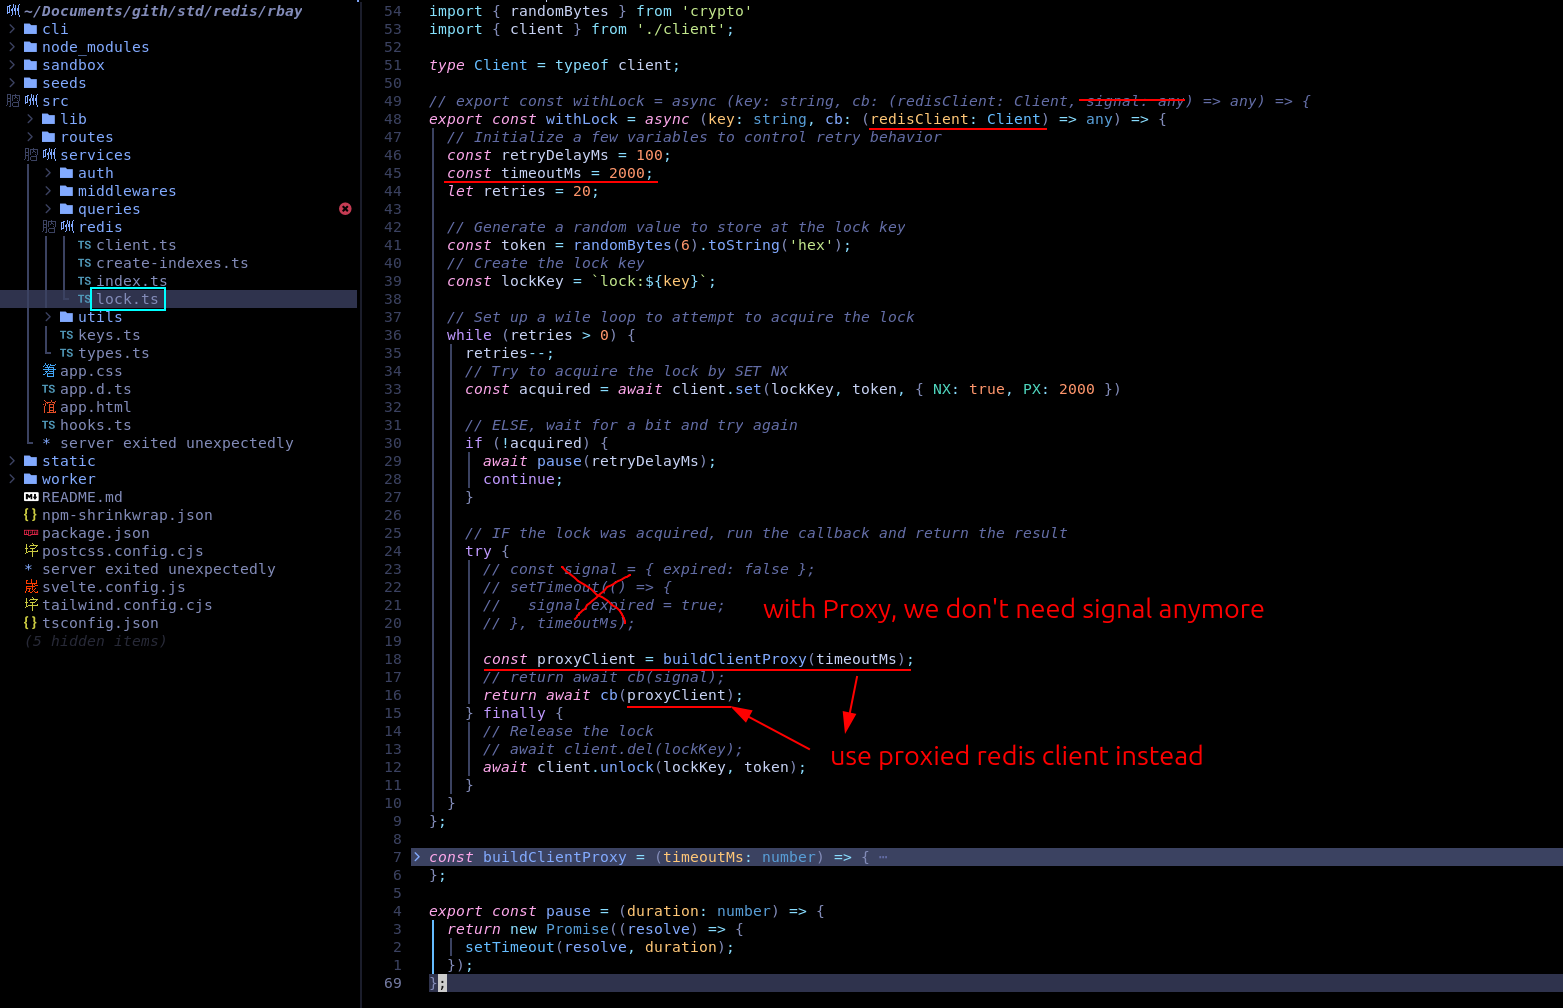 ~/Documents/gith/std/redis/rbay
cli
node_modules
sandbox
seeds
src
lib
routes
services
auth
middlewares
queries
redis
TS client.ts
TS create-indexes.ts
TS index.ts
TS lock.ts
utils
TS keys.ts
TS types.ts
app.css
TS app.d.ts
app.html
TS hooks.ts
* server exited unexpectedly
static
worker
README.md
{} npm-shrinkwrap.json
package.json
postcss.config.cjs
* server exited unexpectedly
svelte.config.js
tailwind.config.cjs
{} tsconfig.json
(5 hidden items)
54 import { randomBytes } from 'crypto'
53 import { client } from './client';
52
51 type Client = typeof client;
50
49 // export const withLock = async (key: string, cb: (redisClient: Client, signal: any) => any) => {
48 export const withLock = async (key: string, cb: (redisClient: Client) => any) => {
47 // Initialize a few variables to control retry behavior
46 const retryDelayMs = 100;
45 const timeoutMs = 2000;
44 let retries = 20;
43
42 // Generate a random value to store at the lock key
41 const token = randomBytes(6).toString('hex');
40 // Create the lock key
39 const lockKey = `lock:${key}`;
38
37 // Set up a wile loop to attempt to acquire the lock
36 while (retries > 0) {
35 retries--;
34 // Try to acquire the lock by SET NX
33 const acquired = await client.set(lockKey, token, { NX: true, PX: 2000 })
32
31 // ELSE, wait for a bit and try again
30 if (!acquired) {
29 await pause(retryDelayMs);
28 continue;
27 }
26
25 // IF the lock was acquired, run the callback and return the result
24 try {
23 // const signal = { expired: false };
22 // setTimeout(() => {
21 // signal.expired = true;
with Proxy, we don't need signal anymore
20 // }, timeoutMs);
19
18 const proxyClient = buildClientProxy(timeoutMs);
17 // return await cb(signal);
16 return await cb(proxyClient);
15 } finally {
14 // Release the lock
13 // await client.del(lockKey);
use proxied redis client instead
12 await client.unlock(lockKey, token);
11 }
10 }
9 };
8
7 const buildClientProxy = (timeoutMs: number) => { ⋯
6 };
5
4 export const pause = (duration: number) => {
3 return new Promise((resolve) => {
2 setTimeout(resolve, duration);
1 });
69 };